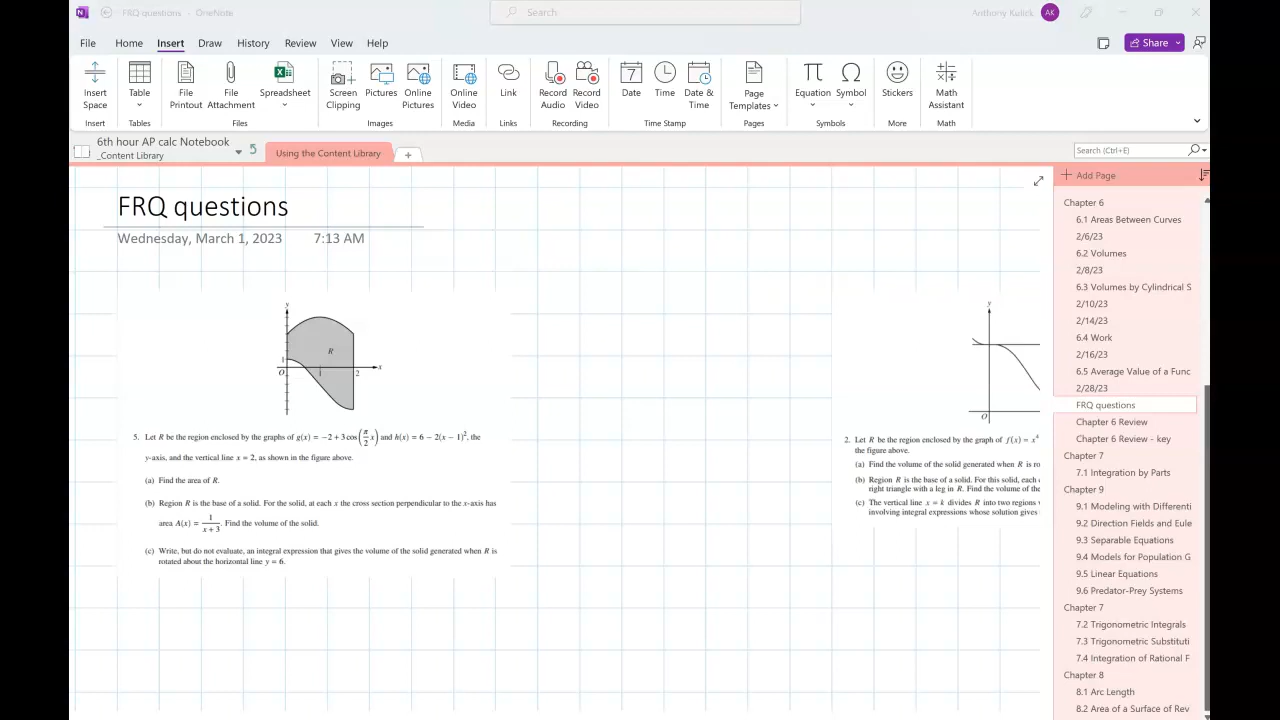 FRQ questions - OneNote
Search
Anthony Kulick AK
File Home Insert Draw History Review View Help
Share
Insert Space
Table
File Printout
File Attachment
Spreadsheet
Screen Clipping
Pictures
Online Pictures
Online Video
Link
Record Audio
Record Video
Date
Time
Date & Time
Page Templates
Equation
Symbol
Stickers
Math Assistant
Insert Tables Files Images Media Links Recording Time Stamp Pages Symbols More Math
6th hour AP calc Notebook
_Content Library
Using the Content Library
Search (Ctrl+E)
FRQ questions
Wednesday, March 1, 2023 7:13 AM
y
R
1
O
1
2
x
5. Let R be the region enclosed by the graphs of g(x) = −2 + 3 cos(π/2 x) and h(x) = 6 − 2(x − 1)², the
y-axis, and the vertical line x = 2, as shown in the figure above.
(a) Find the area of R.
(b) Region R is the base of a solid. For the solid, at each x the cross section perpendicular to the x-axis has
area A(x) = 1/(x + 3). Find the volume of the solid.
(c) Write, but do not evaluate, an integral expression that gives the volume of the solid generated when R is
rotated about the horizontal line y = 6.
y
O
2. Let R be the region enclosed by the graph of f(x) = x⁴
the figure above.
(a) Find the volume of the solid generated when R is ro
(b) Region R is the base of a solid. For this solid, each
right triangle with a leg in R. Find the volume of the
(c) The vertical line x = k divides R into two regions
involving integral expressions whose solution gives
Add Page
Chapter 6
6.1 Areas Between Curves
2/6/23
6.2 Volumes
2/8/23
6.3 Volumes by Cylindrical S
2/10/23
2/14/23
6.4 Work
2/16/23
6.5 Average Value of a Func
2/28/23
FRQ questions
Chapter 6 Review
Chapter 6 Review - key
Chapter 7
7.1 Integration by Parts
Chapter 9
9.1 Modeling with Differenti
9.2 Direction Fields and Eule
9.3 Separable Equations
9.4 Models for Population G
9.5 Linear Equations
9.6 Predator-Prey Systems
Chapter 7
7.2 Trigonometric Integrals
7.3 Trigonometric Substituti
7.4 Integration of Rational F
Chapter 8
8.1 Arc Length
8.2 Area of a Surface of Rev